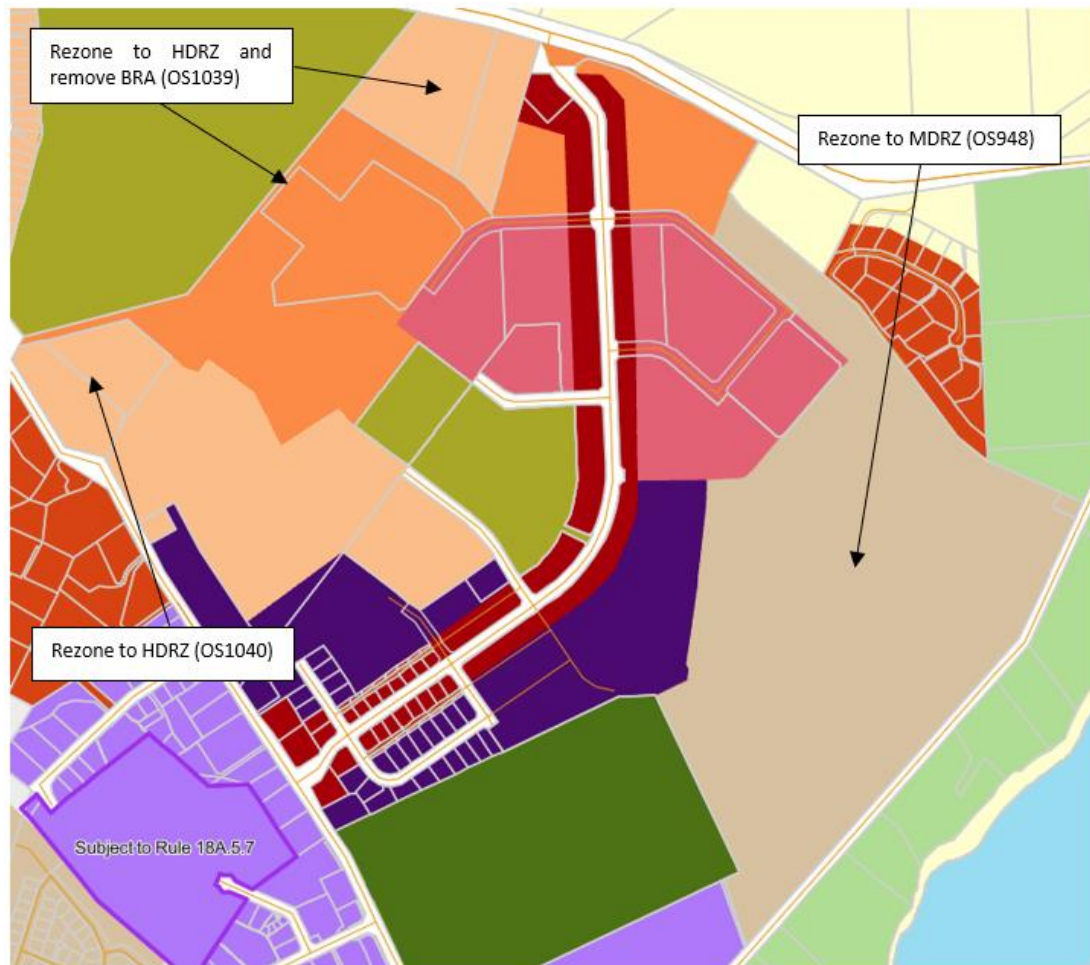 Rezone to HDRZ and
remove BRA (OS1039)
Rezone to MDRZ (OS948)
Rezone to HDRZ (OS1040)
Subject to Rule 18A.5.7